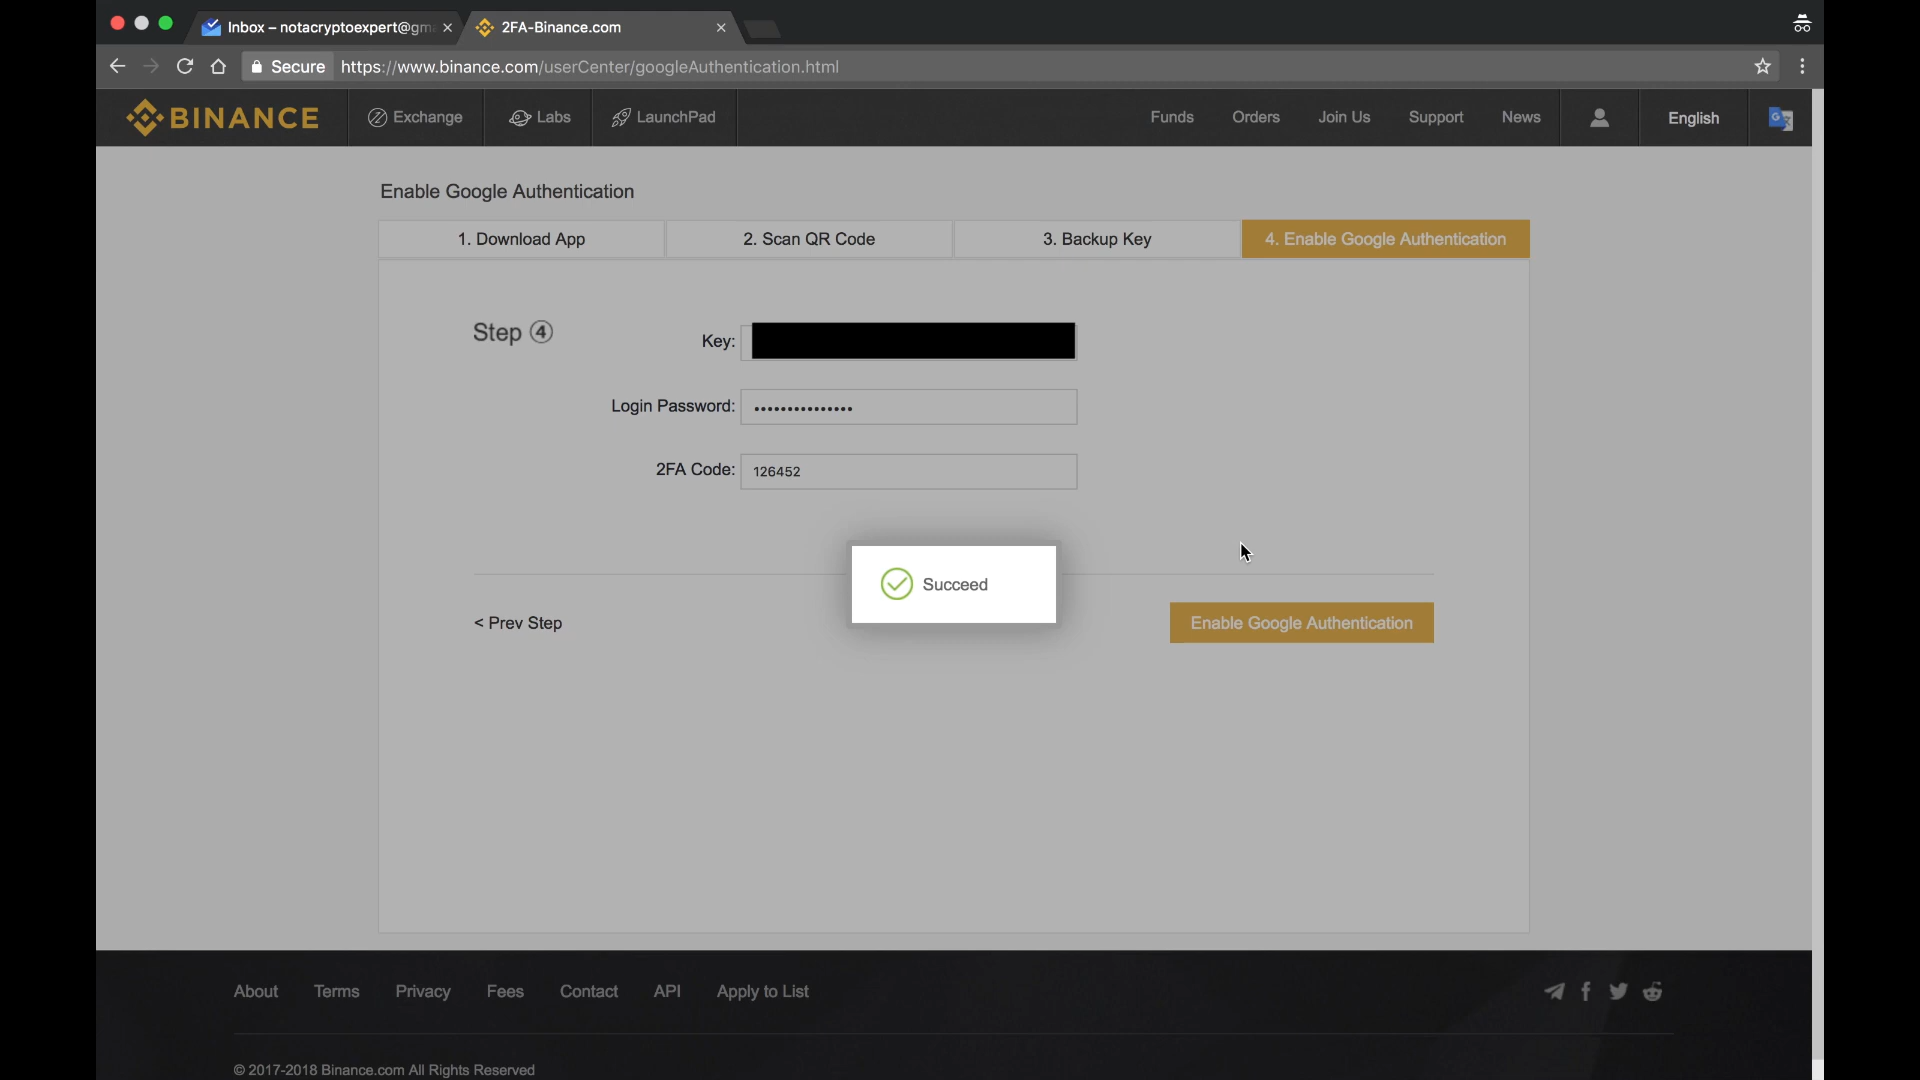 Inbox – notacryptoexpert@gm
2FA-Binance.com
Secure https://www.binance.com/userCenter/googleAuthentication.html
BINANCE Exchange Labs LaunchPad Funds Orders Join Us Support News English
Enable Google Authentication
1. Download App 2. Scan QR Code 3. Backup Key 4. Enable Google Authentication
Step ④
Key:
Login Password: •••••••••••••••
2FA Code: 126452
Succeed
< Prev Step Enable Google Authentication
About Terms Privacy Fees Contact API Apply to List
© 2017-2018 Binance.com All Rights Reserved